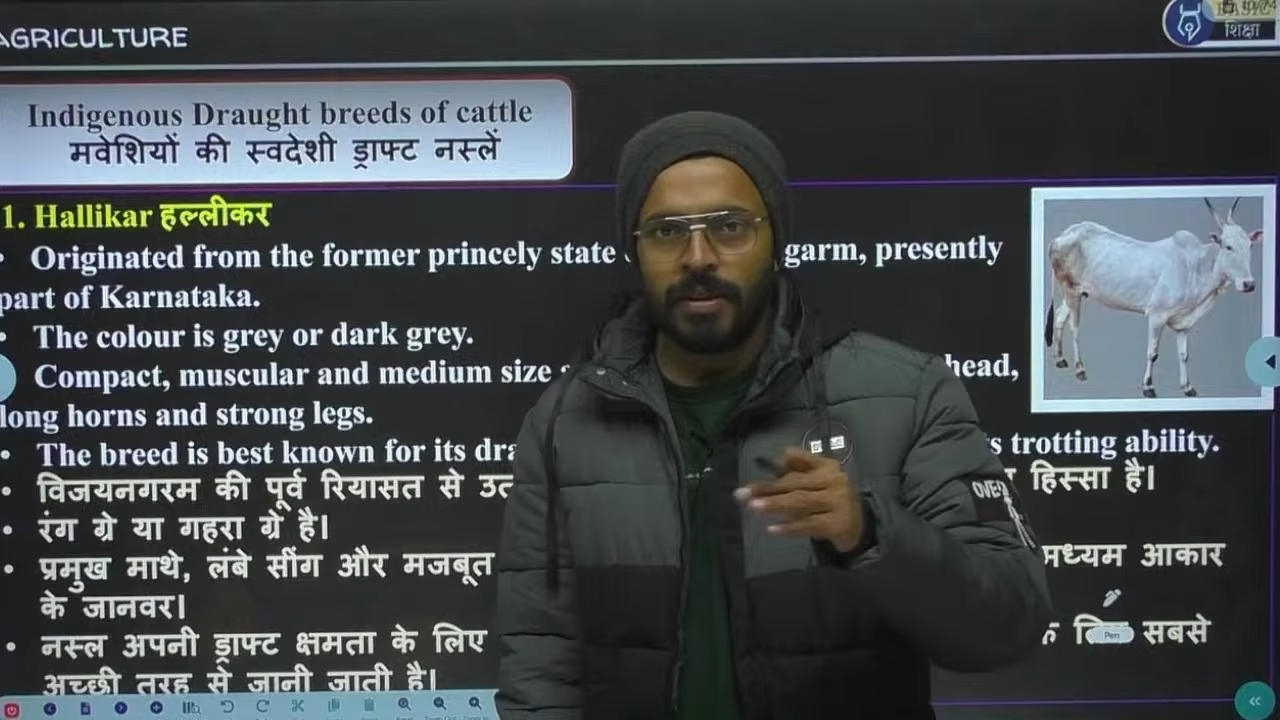 AGRICULTURE
शिक्षा
Indigenous Draught breeds of cattle
मवेशियों की स्वदेशी ड्राफ्ट नस्लें
1. Hallikar हल्लीकर
• Originated from the former princely state garm, presently
part of Karnataka.
• The colour is grey or dark grey.
Compact, muscular and medium size head,
long horns and strong legs.
• The breed is best known for its dra s trotting ability.
• विजयनगरम की पूर्व रियासत से उत हिस्सा है।
• रंग ग्रे या गहरा ग्रे है।
• प्रमुख माथे, लंबे सींग और मजबूत मध्यम आकार
के जानवर।
• नस्ल अपनी ड्राफ्ट क्षमता के लिए सबसे
अच्छी तरह से जानी जाती है।
OVER
Pen